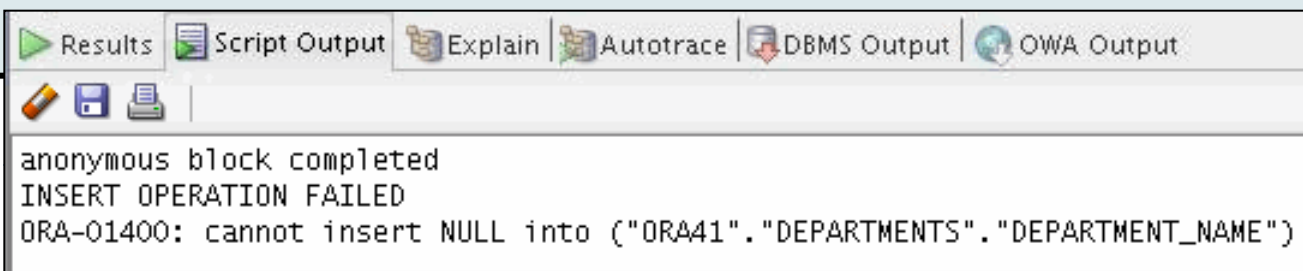 Results Script Output Explain Autotrace DBMS Output OWA Output
anonymous block completed
INSERT OPERATION FAILED
ORA-01400: cannot insert NULL into ("ORA41"."DEPARTMENTS"."DEPARTMENT_NAME")